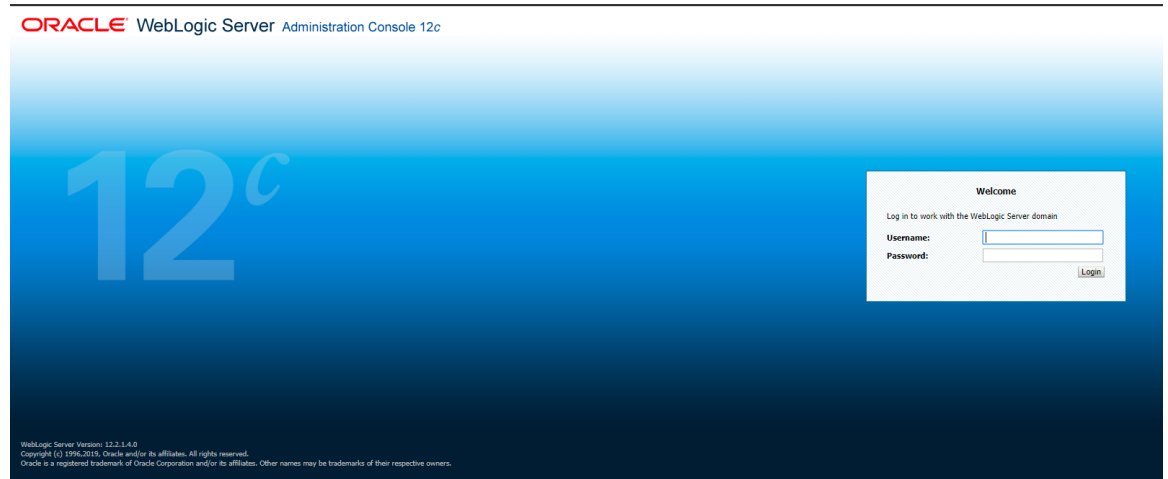 ORACLE® WebLogic Server Administration Console 12c
12c
Welcome
Log in to work with the WebLogic Server domain
Username:
Password:
Login
WebLogic Server Version: 12.2.1.4.0
Copyright (c) 1996,2019, Oracle and/or its affiliates. All rights reserved.
Oracle is a registered trademark of Oracle Corporation and/or its affiliates. Other names may be trademarks of their respective owners.